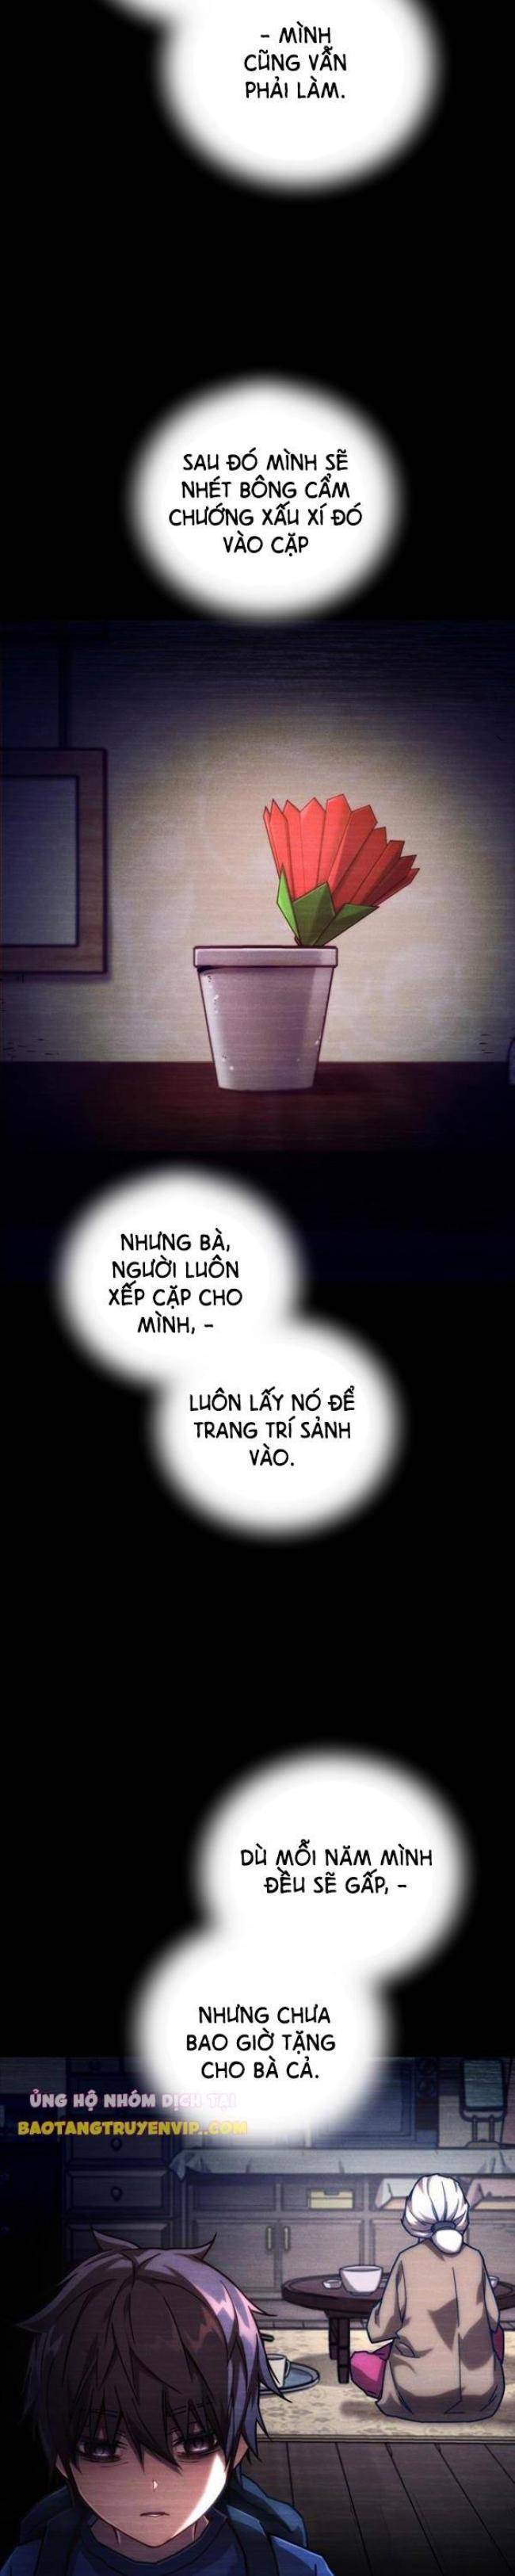 - MÌNH
CŨNG VẪN
PHẢI LÀM.
SAU ĐÓ MÌNH SẼ
NHÉT BÔNG CẨM
CHƯỚNG XẤU XÍ ĐÓ
VÀO CẶP
NHƯNG BÀ,
NGƯỜI LUÔN
XẾP CẶP CHO
MÌNH, -
LUÔN LẤY NÓ ĐỂ
TRANG TRÍ SẢNH
VÀO.
DÙ MỖI NĂM MÌNH
ĐỀU SẼ GẤP, -
NHƯNG CHƯA
BAO GIỜ TẶNG
CHO BÀ CẢ.
ỦNG HỘ NHÓM DỊCH TẠI
BAOTANGTRUYENVIP..COM